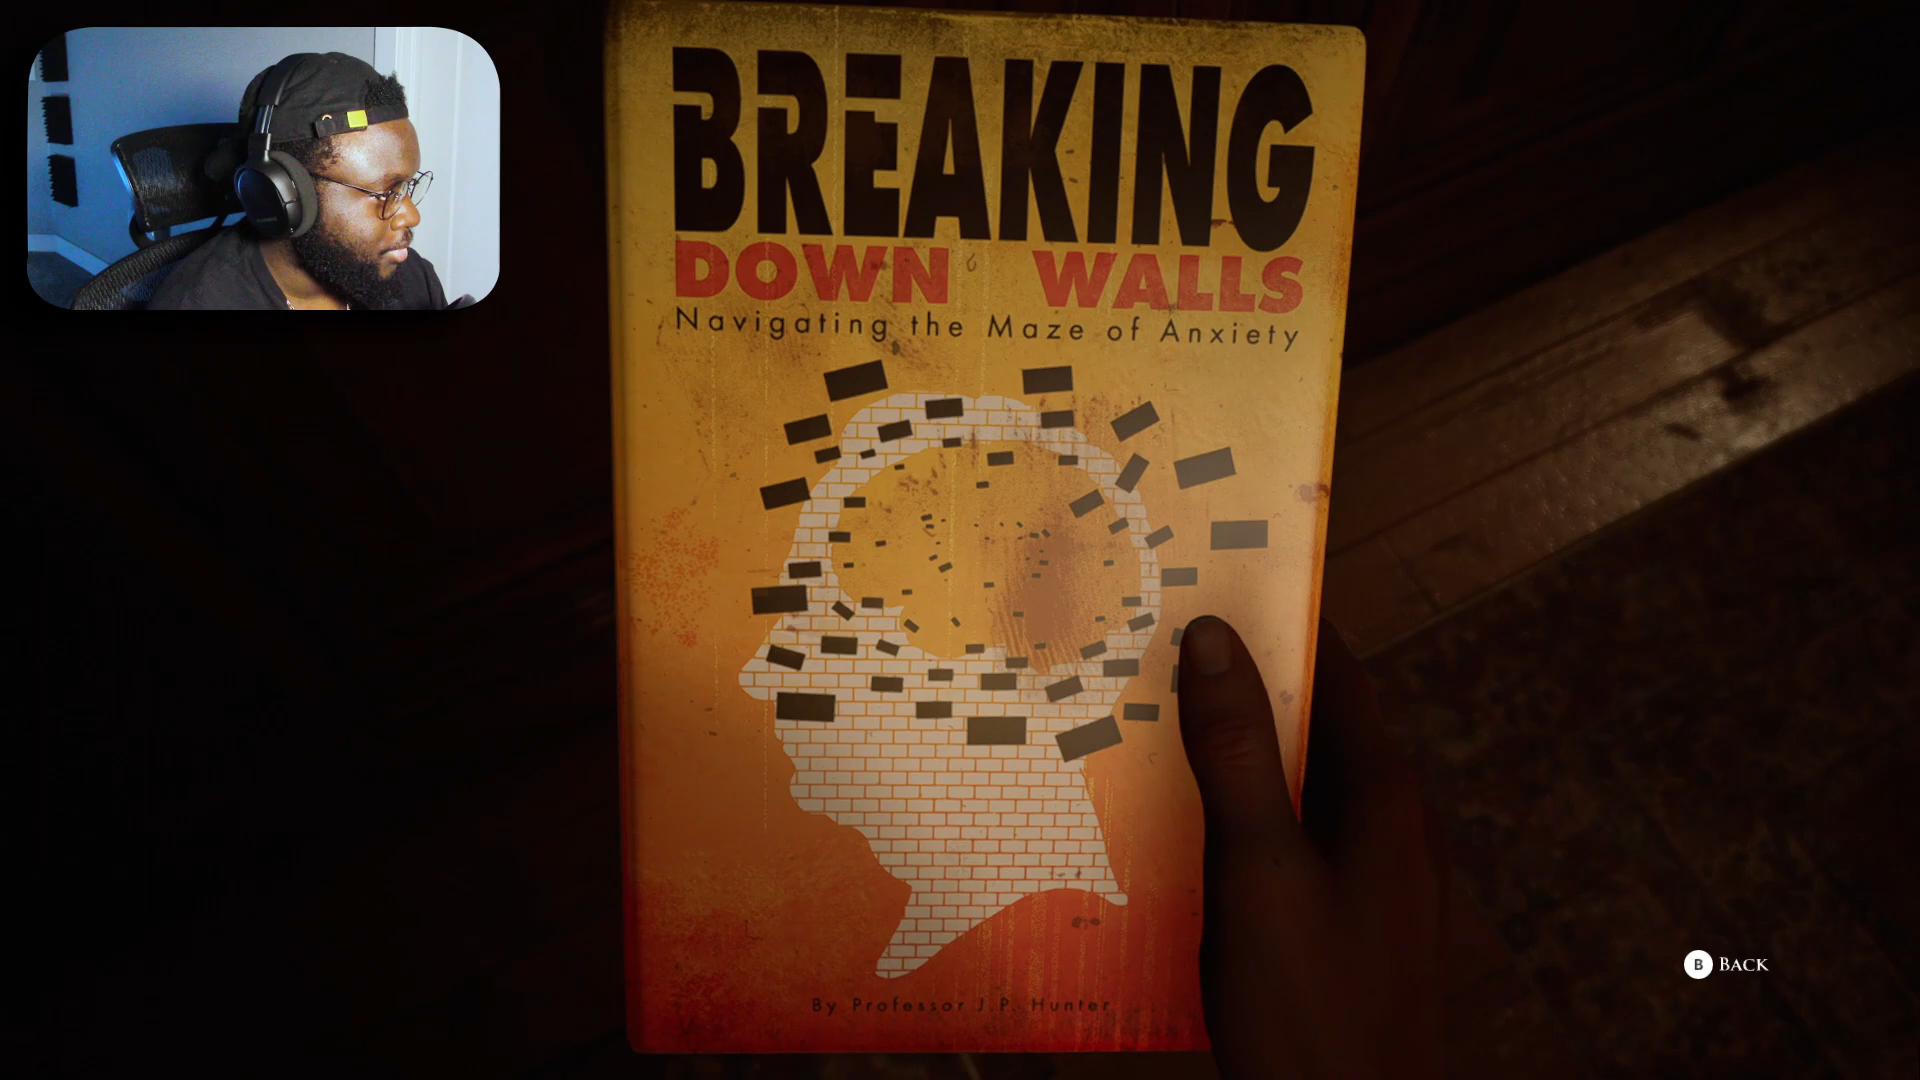 BREAKING
DOWN WALLS
Navigating the Maze of Anxiety
By Professor J.P. Hunter
B BACK